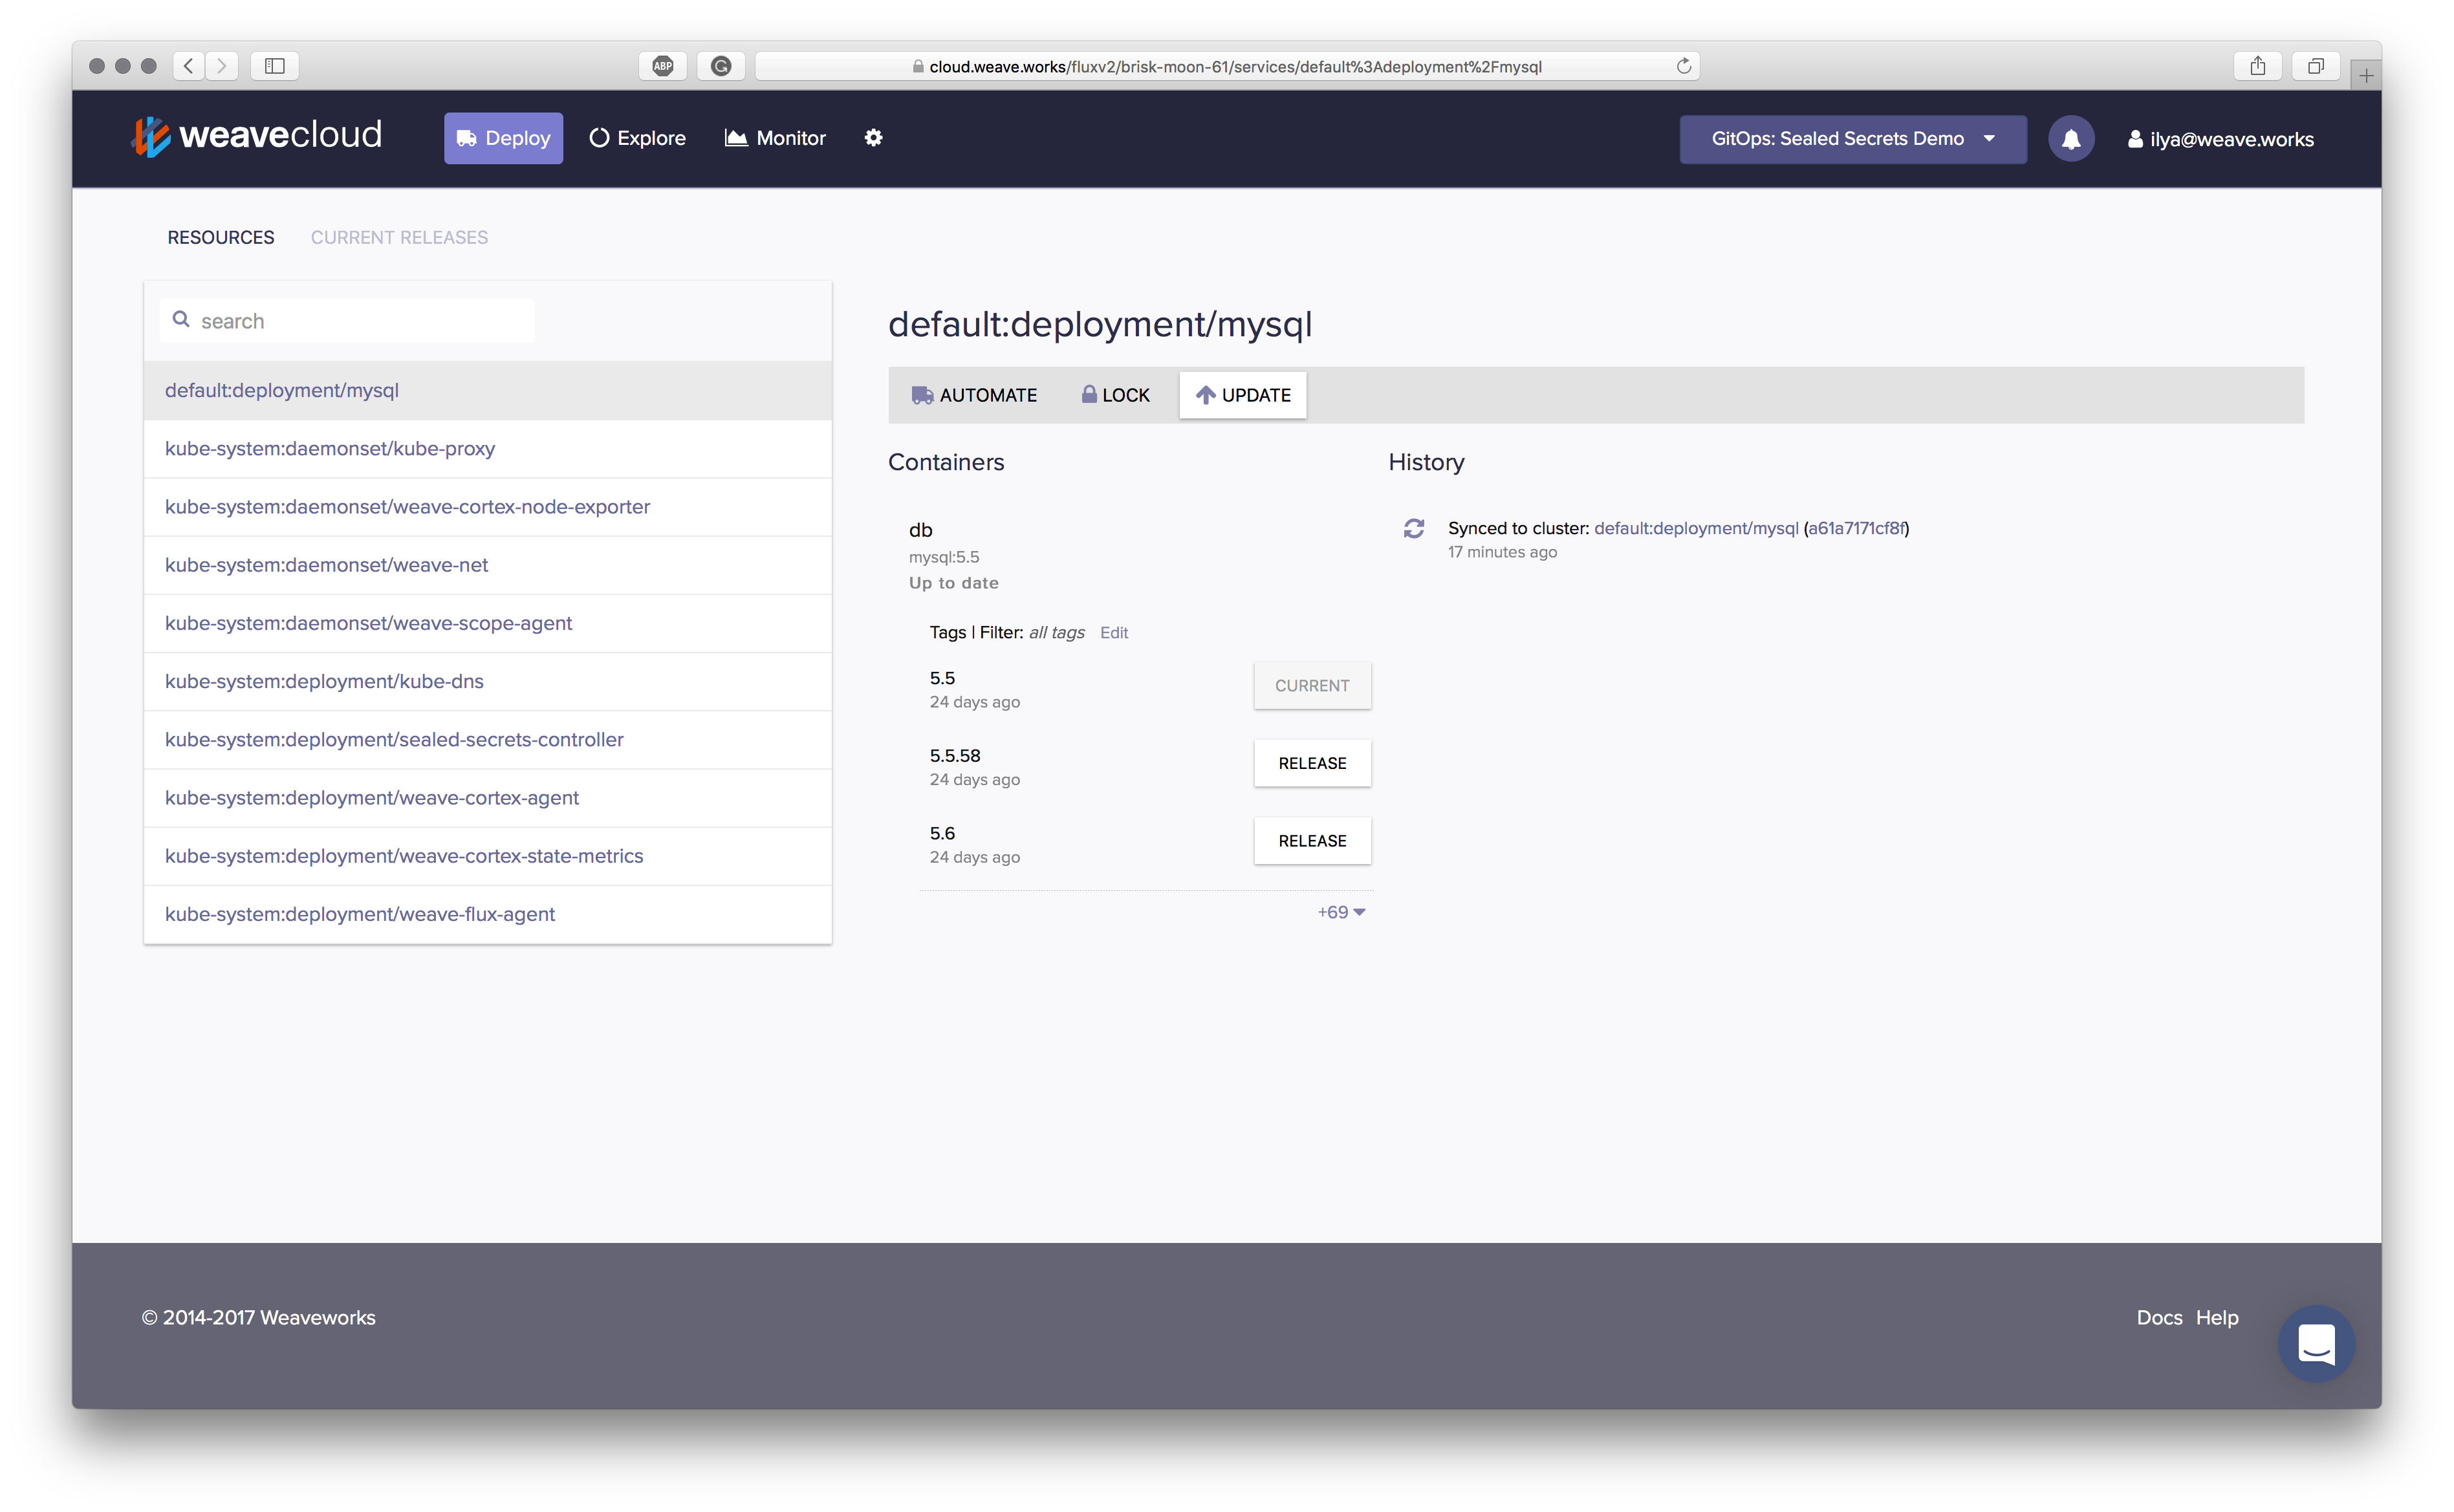 ABP
cloud.weave.works/fluxv2/brisk-moon-61/services/default%3Adeployment%2Fmysql
weavecloud
Deploy
Explore
Monitor
GitOps: Sealed Secrets Demo
ilya@weave.works
RESOURCES
CURRENT RELEASES
search
default:deployment/mysql
kube-system:daemonset/kube-proxy
kube-system:daemonset/weave-cortex-node-exporter
kube-system:daemonset/weave-net
kube-system:daemonset/weave-scope-agent
kube-system:deployment/kube-dns
kube-system:deployment/sealed-secrets-controller
kube-system:deployment/weave-cortex-agent
kube-system:deployment/weave-cortex-state-metrics
kube-system:deployment/weave-flux-agent
default:deployment/mysql
AUTOMATE
LOCK
UPDATE
Containers
db
mysql:5.5
Up to date
Tags | Filter: all tags Edit
5.5
24 days ago
CURRENT
5.5.58
24 days ago
RELEASE
5.6
24 days ago
RELEASE
+69
History
Synced to cluster: default:deployment/mysql (a61a7171cf8f)
17 minutes ago
© 2014-2017 Weaveworks
Docs
Help